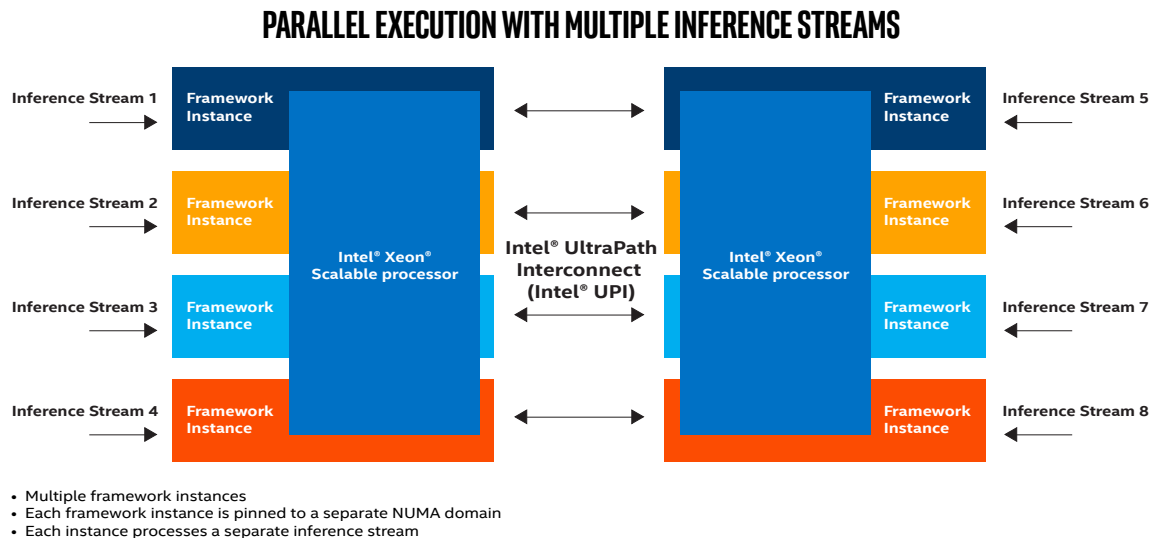 PARALLEL EXECUTION WITH MULTIPLE INFERENCE STREAMS
Inference Stream 1
Framework
Instance
Inference Stream 2
Framework
Instance
Inference Stream 3
Framework
Instance
Inference Stream 4
Framework
Instance
Intel® Xeon®
Scalable processor
Intel® UltraPath
Interconnect
(Intel® UPI)
Intel® Xeon®
Scalable processor
Framework
Instance
Inference Stream 5
Framework
Instance
Inference Stream 6
Framework
Instance
Inference Stream 7
Framework
Instance
Inference Stream 8
• Multiple framework instances
• Each framework instance is pinned to a separate NUMA domain
• Each instance processes a separate inference stream